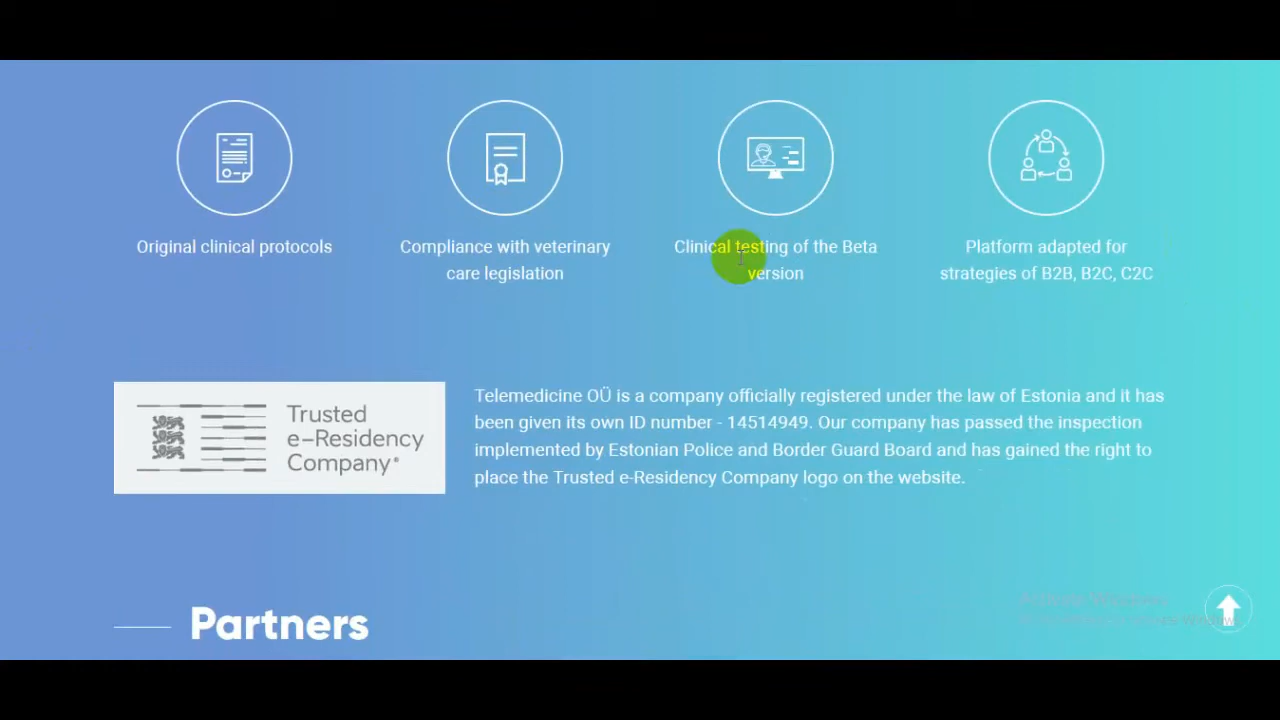 Original clinical protocols
Compliance with veterinary
care legislation
Clinical testing of the Beta
version
Platform adapted for
strategies of B2B, B2C, C2C
Trusted
e-Residency
Company®
Telemedicine OÜ is a company officially registered under the law of Estonia and it has
been given its own ID number - 14514949. Our company has passed the inspection
implemented by Estonian Police and Border Guard Board and has gained the right to
place the Trusted e-Residency Company logo on the website.
Partners
Activate Windows